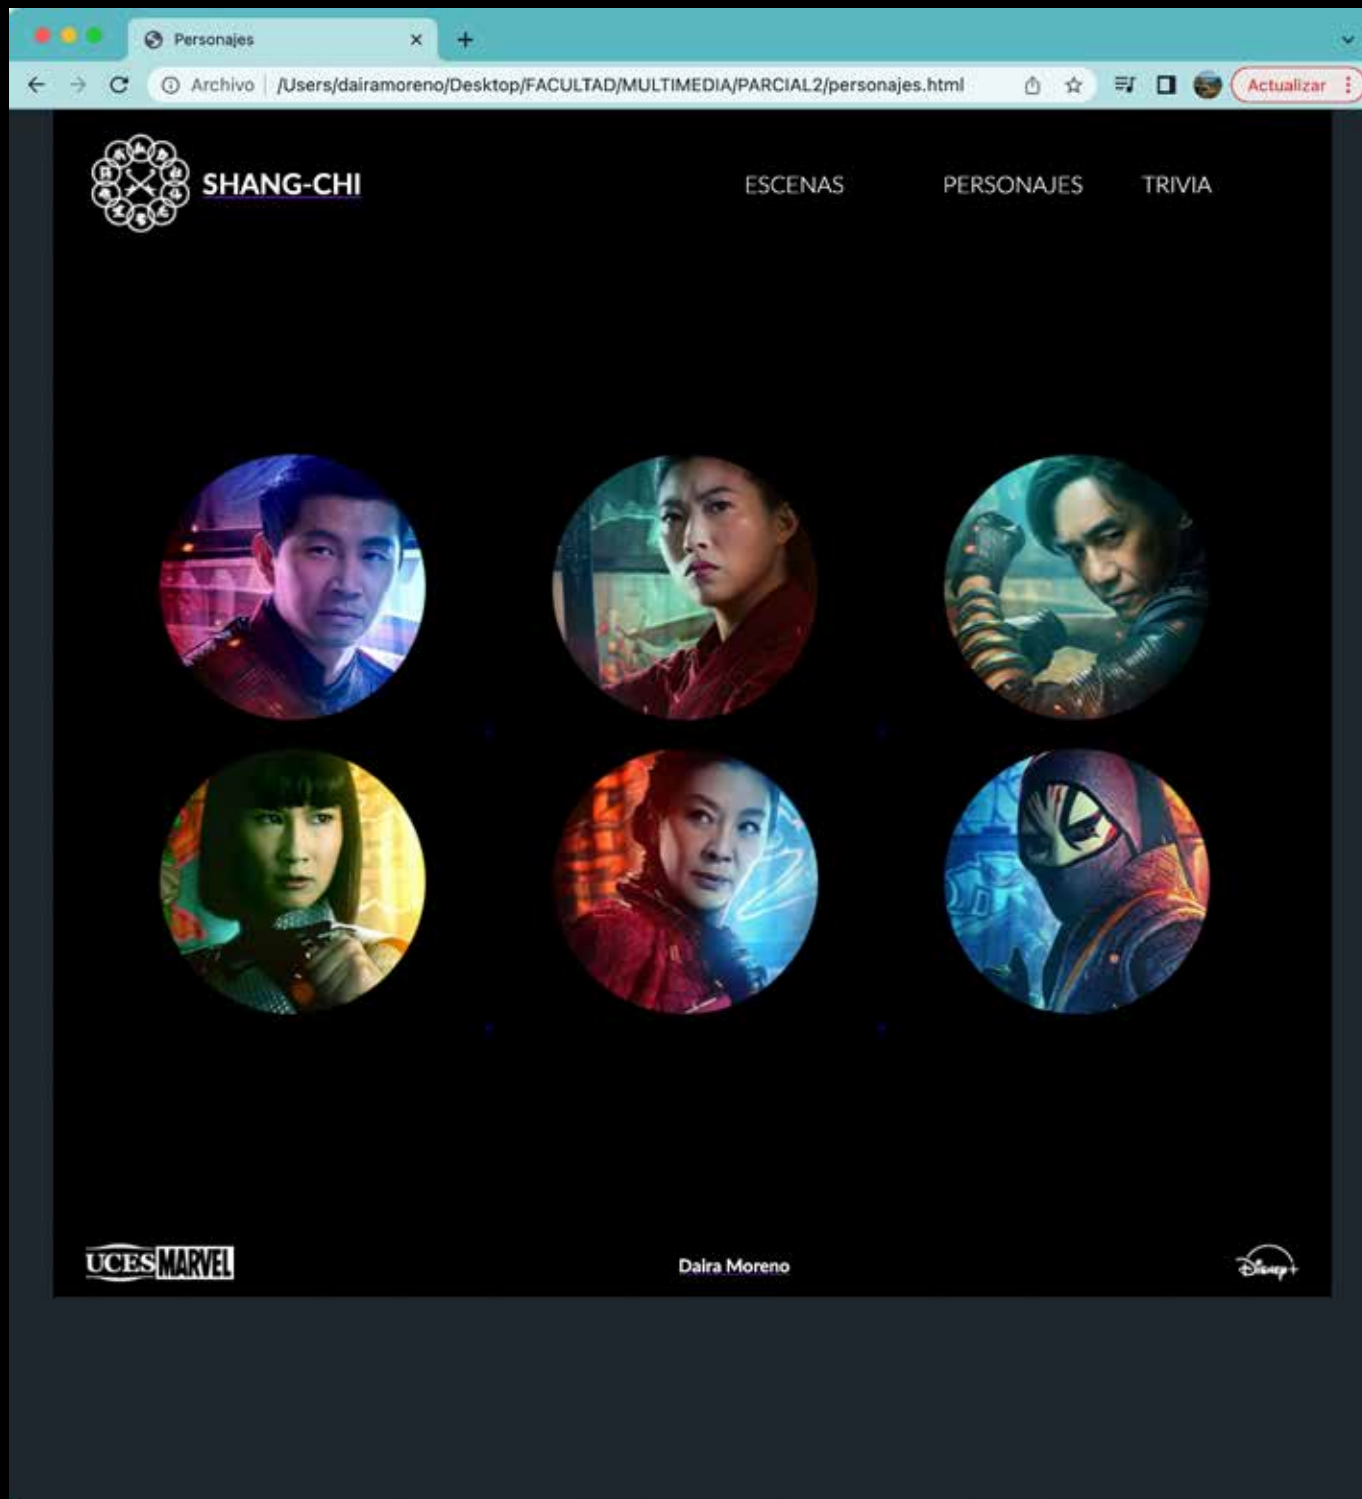 Personajes
Archivo /Users/dairamoreno/Desktop/FACULTAD/MULTIMEDIA/PARCIAL2/personajes.html Actualizar
SHANG-CHI ESCENAS PERSONAJES TRIVIA
UCES MARVEL Daira Moreno Disney+